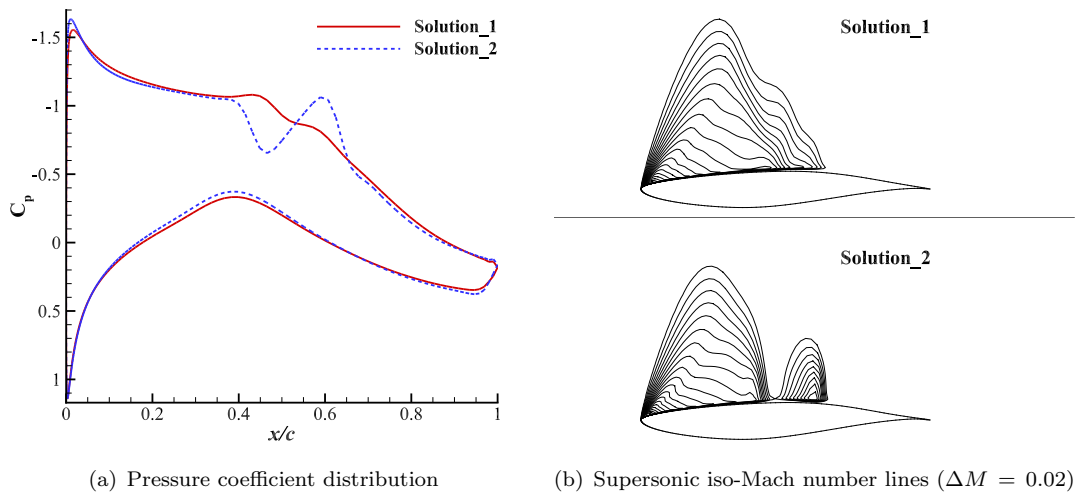 Solution_1
Solution_2
-1.5
-1
-0.5
0
0.5
1
C_p
0
0.2
0.4
0.6
0.8
1
x/c
(a) Pressure coefficient distribution
Solution_1
Solution_2
(b) Supersonic iso-Mach number lines (ΔM = 0.02)